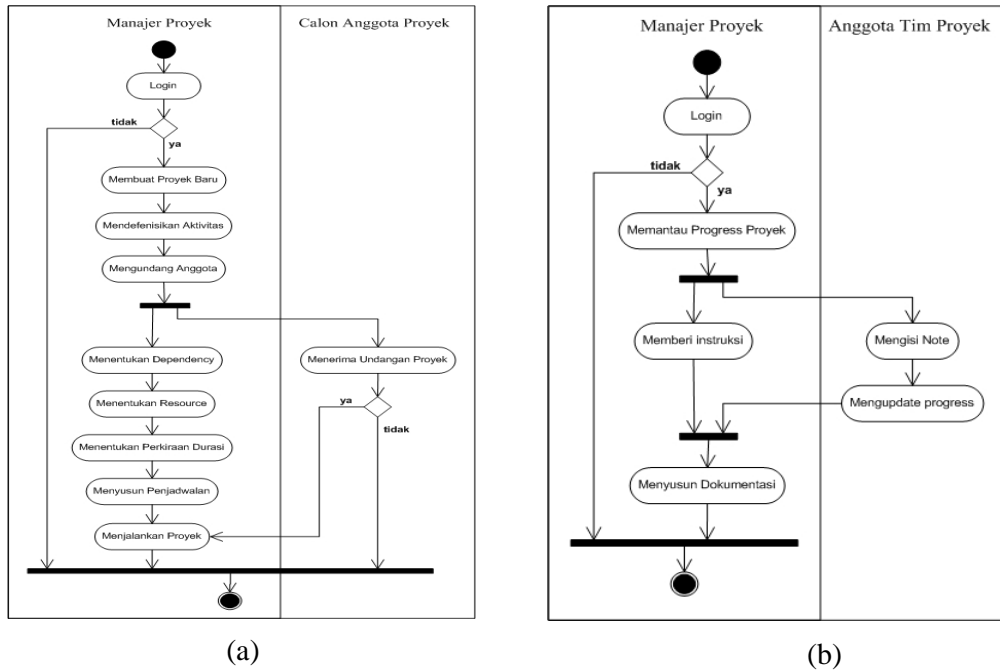 Manajer Proyek
Calon Anggota Proyek
Login
tidak
ya
Membuat Proyek Baru
Mendefenisikan Aktivitas
Mengundang Anggota
Menentukan Dependency
Menerima Undangan Proyek
Menentukan Resource
ya
tidak
Menentukan Perkiraan Durasi
Menyusun Penjadwalan
Menjalankan Proyek
(a)
Manajer Proyek
Anggota Tim Proyek
Login
tidak
ya
Memantau Progress Proyek
Memberi instruksi
Mengisi Note
Mengupdate progress
Menyusun Dokumentasi
(b)